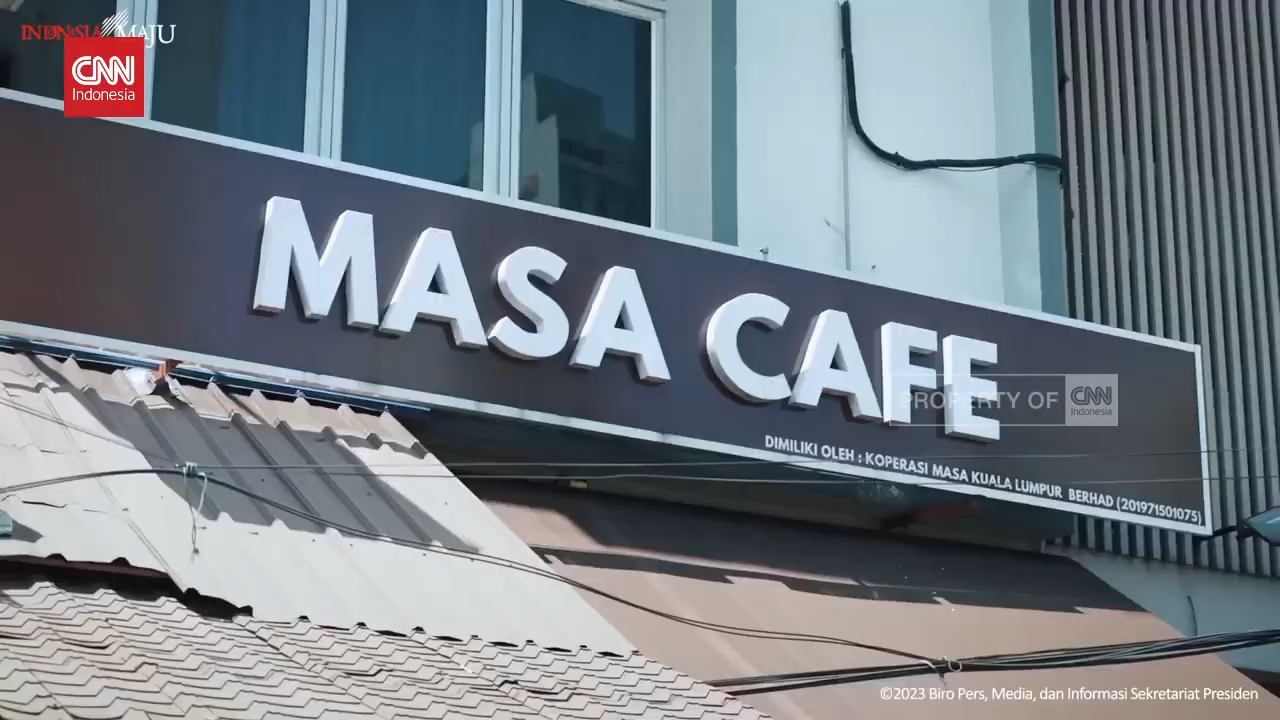 INDONESIA MAJU
CNN
Indonesia
MASA CAFE
PROPERTY OF CNN
Indonesia
DIMILIKI OLEH : KOPERASI MASA KUALA LUMPUR BERHAD (201971501075)
©2023 Biro Pers, Media, dan Informasi Sekretariat Presiden